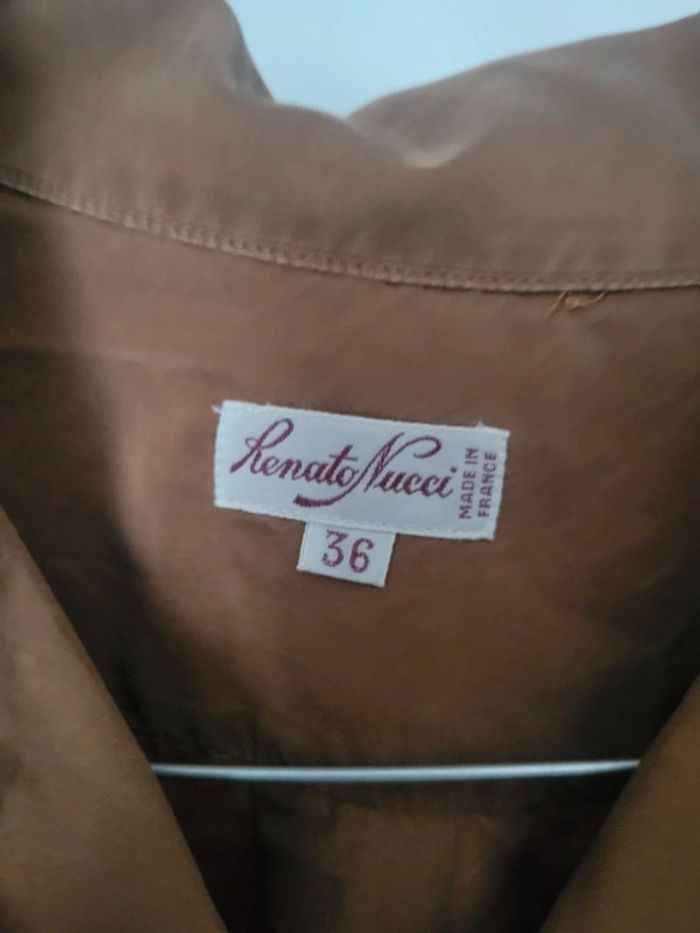 Renato Nucci
MADE IN
FRANCE
36